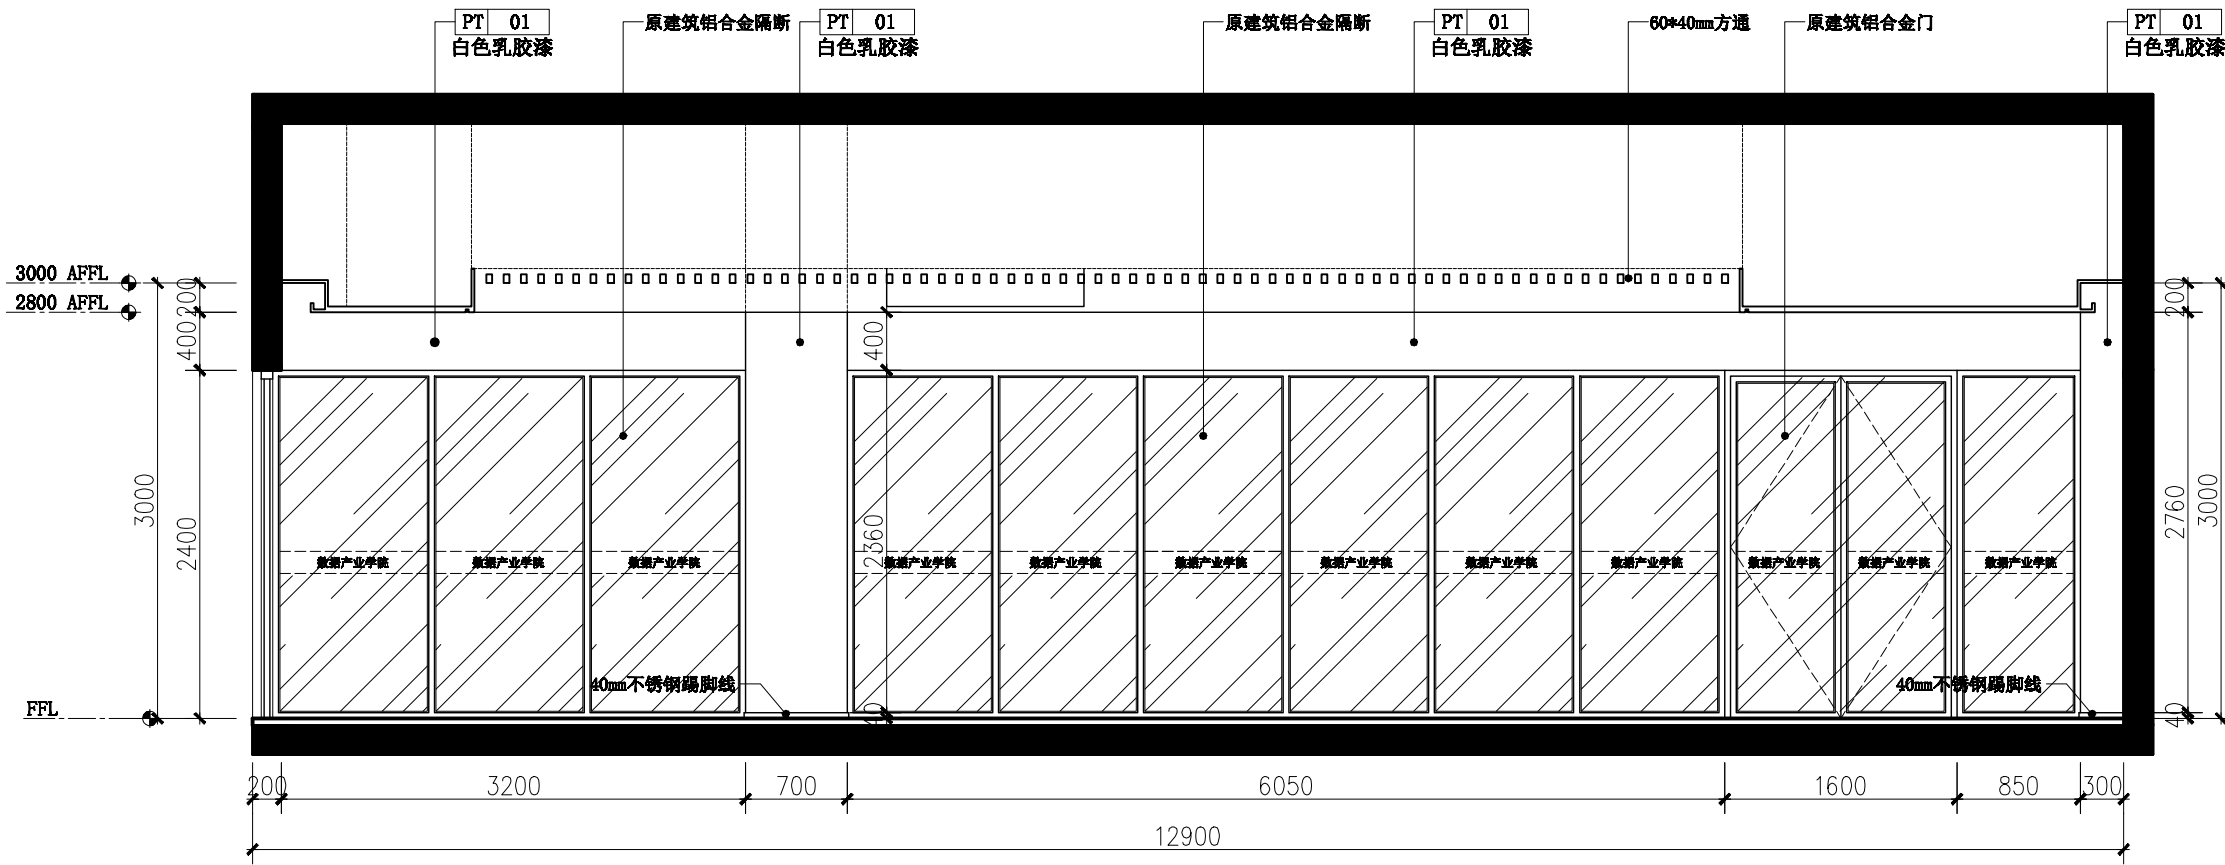 PT 01 原建筑铝合金隔断 PT 01 原建筑铝合金隔断 PT 01 60*40mm方通 原建筑铝合金门 PT 01
白色乳胶漆 白色乳胶漆 白色乳胶漆 白色乳胶漆
3000 AFFL
2800 AFFL
200
400
3000
2400
400
2360
40
200
2760
3000
40
数据产业学院 数据产业学院 数据产业学院 数据产业学院 数据产业学院 数据产业学院 数据产业学院 数据产业学院 数据产业学院 数据产业学院 数据产业学院 数据产业学院
40mm不锈钢踢脚线 40mm不锈钢踢脚线
FFL
200 3200 700 6050 1600 850 300
12900